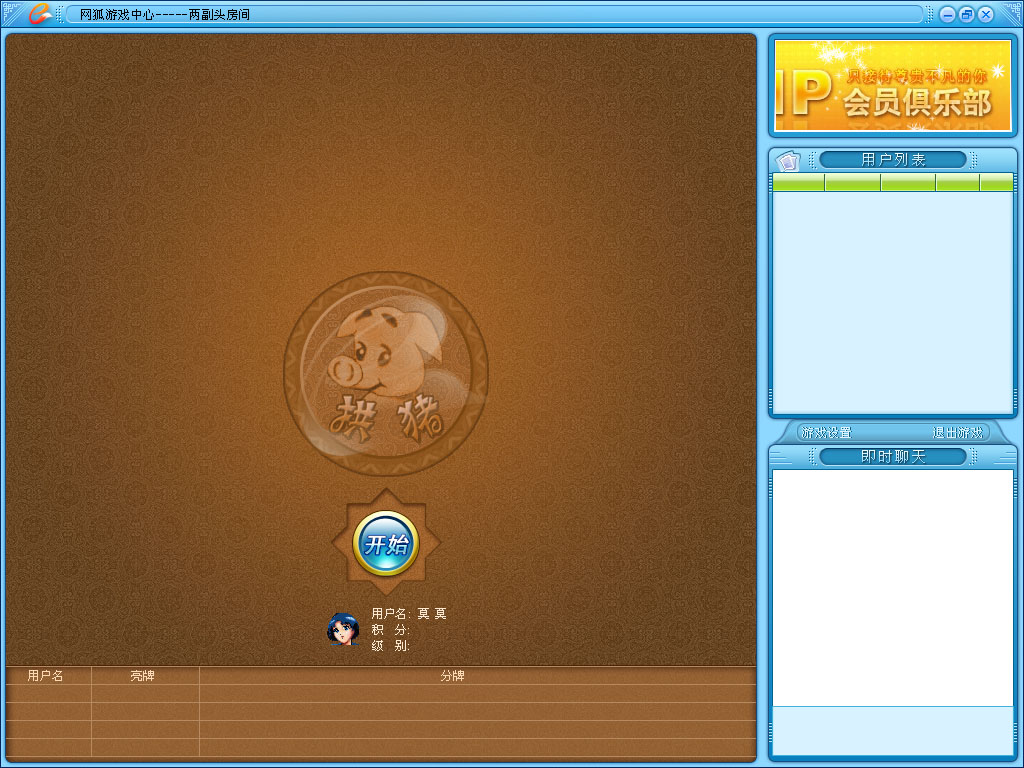 网狐游戏中心-----两副头房间
IP
只接待尊贵不凡的你
会员俱乐部
用户列表
拱猪
开始
用户名: 莫 莫
积 分:
级 别:
游戏设置 退出游戏
即时聊天
用户名 亮牌 分牌